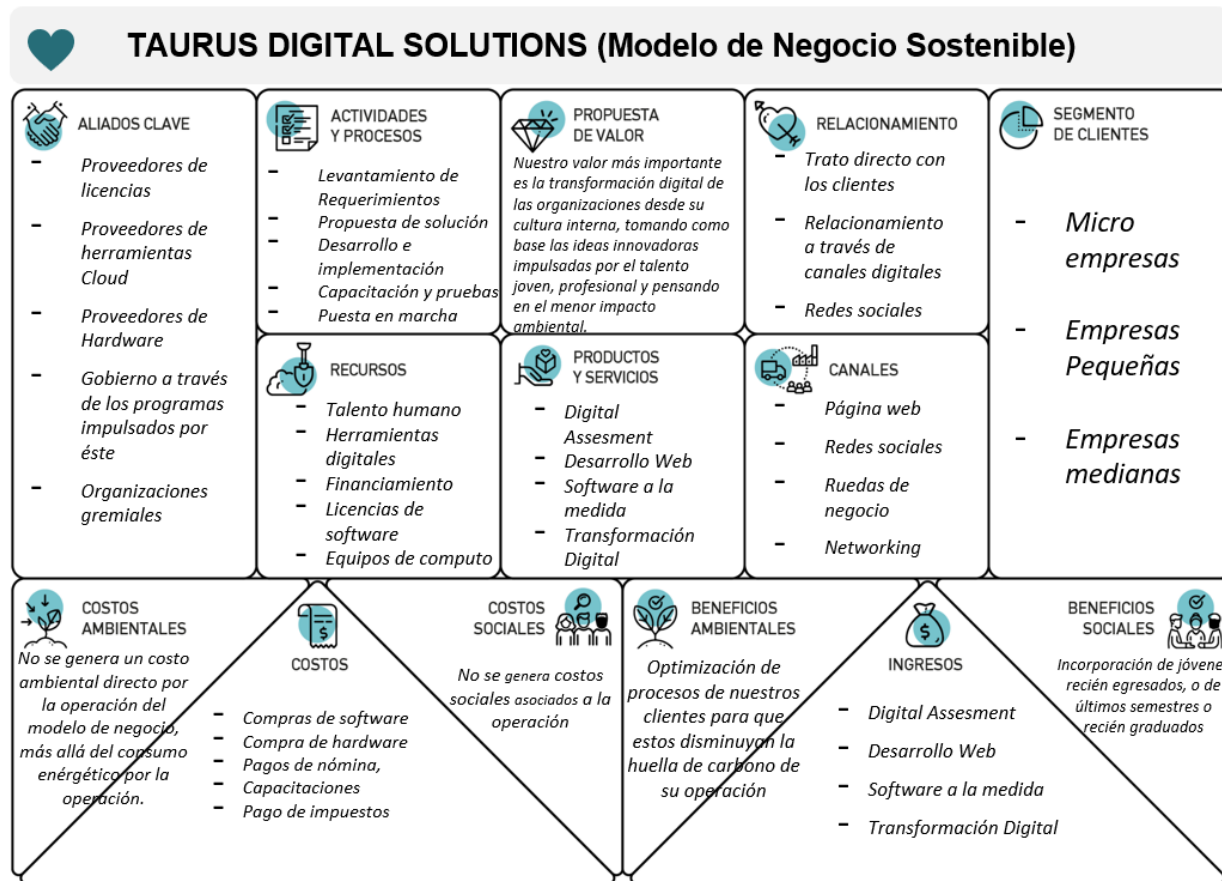 TAURUS DIGITAL SOLUTIONS (Modelo de Negocio Sostenible)
ALIADOS CLAVE
- Proveedores de
licencias
- Proveedores de
herramientas
Cloud
- Proveedores de
Hardware
- Gobierno a través
de los programas
impulsados por
éste
- Organizaciones
gremiales
ACTIVIDADES
Y PROCESOS
- Levantamiento de
Requerimientos
- Propuesta de solución
- Desarrollo e
implementación
- Capacitación y pruebas
- Puesta en marcha
RECURSOS
- Talento humano
- Herramientas
digitales
- Financiamiento
- Licencias de
software
- Equipos de computo
PROPUESTA
DE VALOR
Nuestro valor más importante
es la transformación digital de
las organizaciones desde su
cultura interna, tomando como
base las ideas innovadoras
impulsadas por el talento
joven, profesional y pensando
en el menor impacto
ambiental.
PRODUCTOS
Y SERVICIOS
- Digital
Assesment
- Desarrollo Web
- Software a la
medida
- Transformación
Digital
RELACIONAMIENTO
- Trato directo con
los clientes
- Relacionamiento
a través de
canales digitales
- Redes sociales
CANALES
- Página web
- Redes sociales
- Ruedas de
negocio
- Networking
SEGMENTO
DE CLIENTES
- Micro
empresas
- Empresas
Pequeñas
- Empresas
medianas
COSTOS
AMBIENTALES
No se genera un costo
ambiental directo por
la operación del
modelo de negocio,
más allá del consumo
enérgético por la
operación.
COSTOS
- Compras de software
- Compra de hardware
- Pagos de nómina,
- Capacitaciones
- Pago de impuestos
COSTOS
SOCIALES
No se genera costos
sociales asociados a la
operación
BENEFICIOS
AMBIENTALES
Optimización de
procesos de nuestros
clientes para que
estos disminuyan la
huella de carbono de
su operación
INGRESOS
- Digital Assesment
- Desarrollo Web
- Software a la medida
- Transformación Digital
BENEFICIOS
SOCIALES
Incorporación de jóvene
recién egresados, o de
últimos semestres o
recién graduados